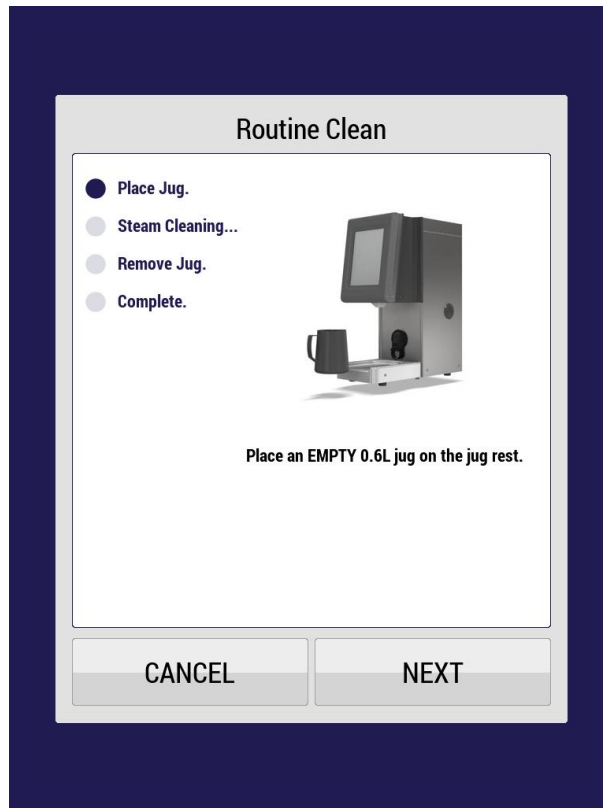 Routine Clean
Place Jug.
Steam Cleaning...
Remove Jug.
Complete.
Place an EMPTY 0.6L jug on the jug rest.
CANCEL
NEXT